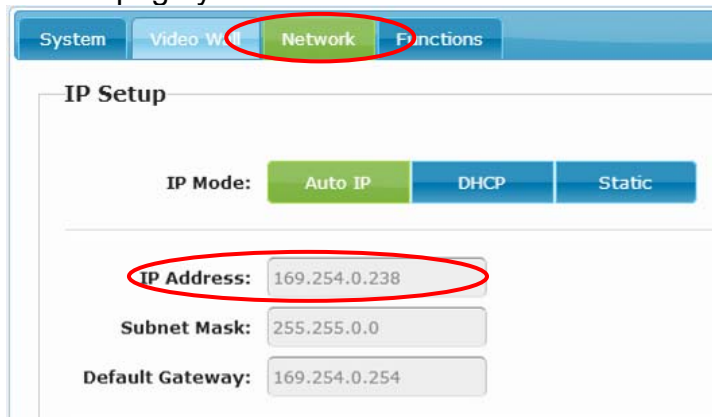 System Video Wall Network Functions
IP Setup
IP Mode: Auto IP DHCP Static
IP Address: 169.254.0.238
Subnet Mask: 255.255.0.0
Default Gateway: 169.254.0.254